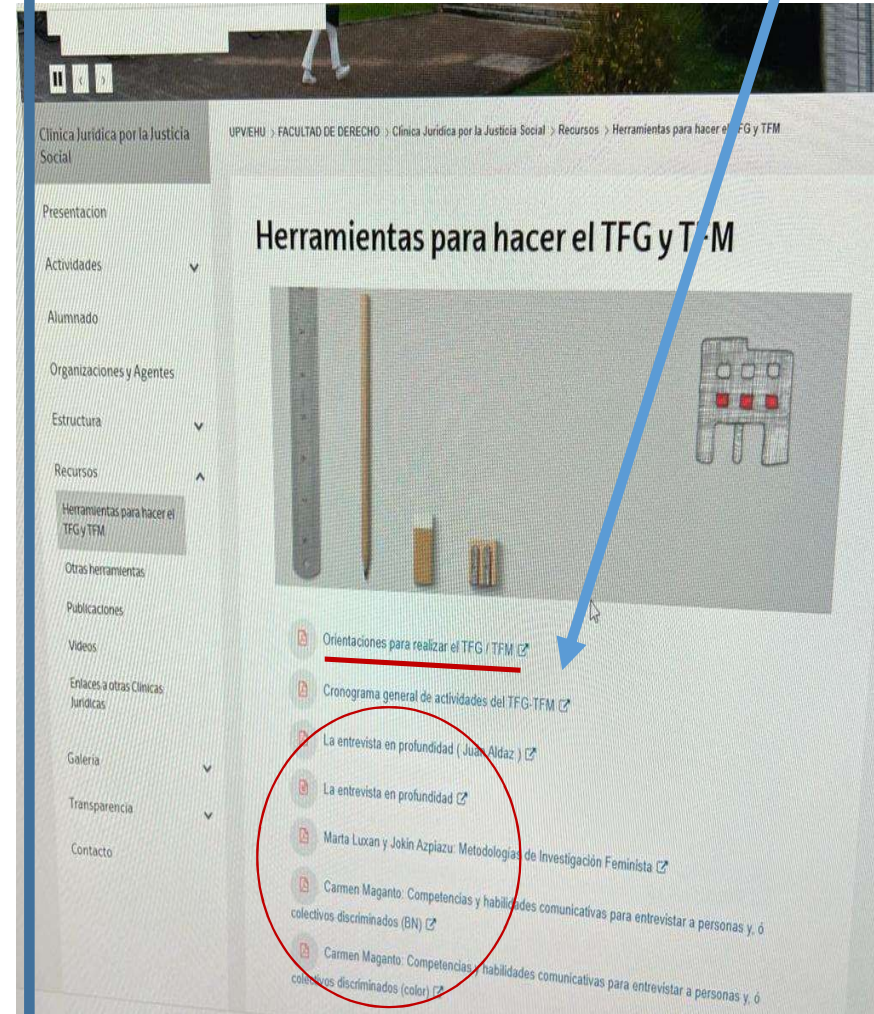 Clínica Jurídica por la Justicia
Social
UPV/EHU > FACULTAD DE DERECHO > Clínica Jurídica por la Justicia Social > Recursos > Herramientas para hacer el TFG y TFM
Presentacion
Actividades
Alumnado
Organizaciones y Agentes
Estructura
Recursos
Herramientas para hacer el
TFG y TFM
Otras herramientas
Publicaciones
Videos
Enlaces a otras Clínicas
Jurídicas
Galería
Transparencia
Contacto
Herramientas para hacer el TFG y TFM
Orientaciones para realizar el TFG / TFM
Cronograma general de actividades del TFG-TFM
La entrevista en profundidad ( Juan Aldaz )
La entrevista en profundidad
Marta Luxan y Jokin Azpiazu: Metodologías de Investigación Feminista
Carmen Maganto: Competencias y habilidades comunicativas para entrevistar a personas y, ó
colectivos discriminados (BN)
Carmen Maganto: Competencias y habilidades comunicativas para entrevistar a personas y, ó
colectivos discriminados (color)